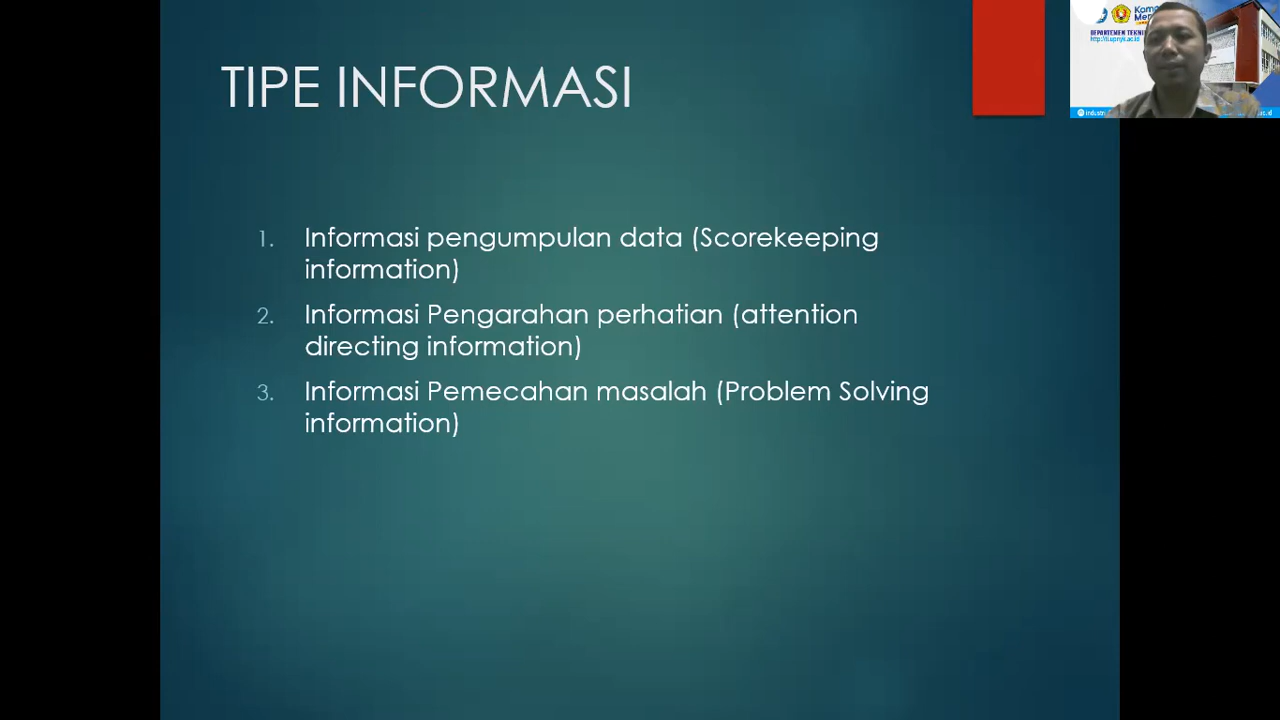 TIPE INFORMASI
1. Informasi pengumpulan data (Scorekeeping
information)
2. Informasi Pengarahan perhatian (attention
directing information)
3. Informasi Pemecahan masalah (Problem Solving
information)
DEPARTEMEN